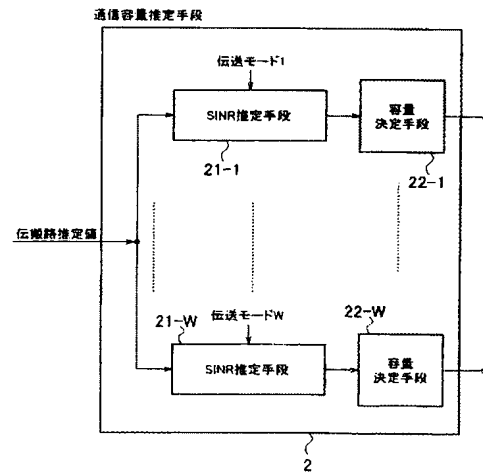 通信容量推定手段
伝送モード1
SINR推定手段
容量
決定手段
21-1
22-1
伝搬路推定値
21-W
伝送モードW
22-W
SINR推定手段
容量
決定手段
2